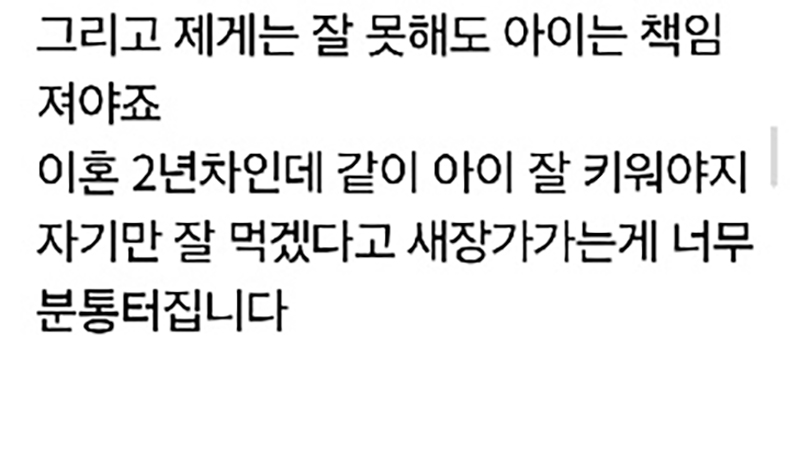 그리고 제게는 잘 못해도 아이는 책임
져야죠
이혼 2년차인데 같이 아이 잘 키워야지
자기만 잘 먹겠다고 새장가가는게 너무
분통터집니다